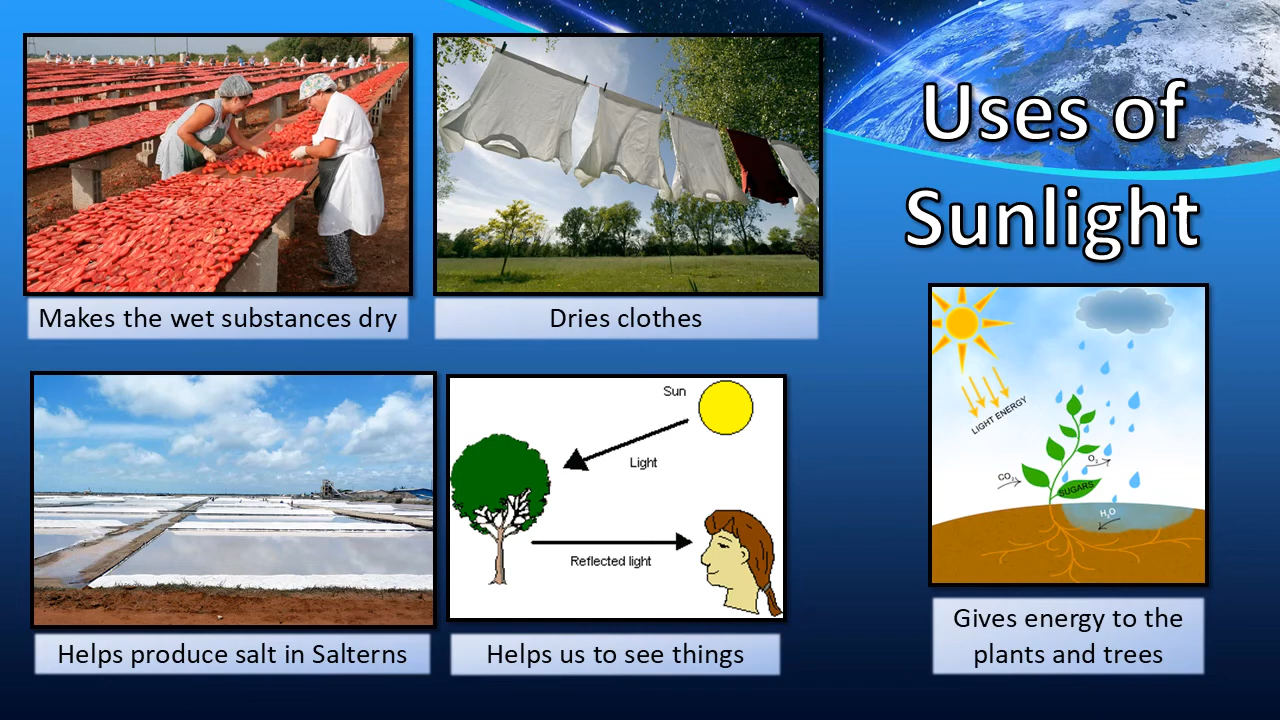 Uses of
Sunlight
Makes the wet substances dry
Dries clothes
Helps produce salt in Salterns
Sun
Light
Reflected light
Helps us to see things
LIGHT ENERGY
CO₂
O₂
SUGARS
H₂O
Gives energy to the
plants and trees